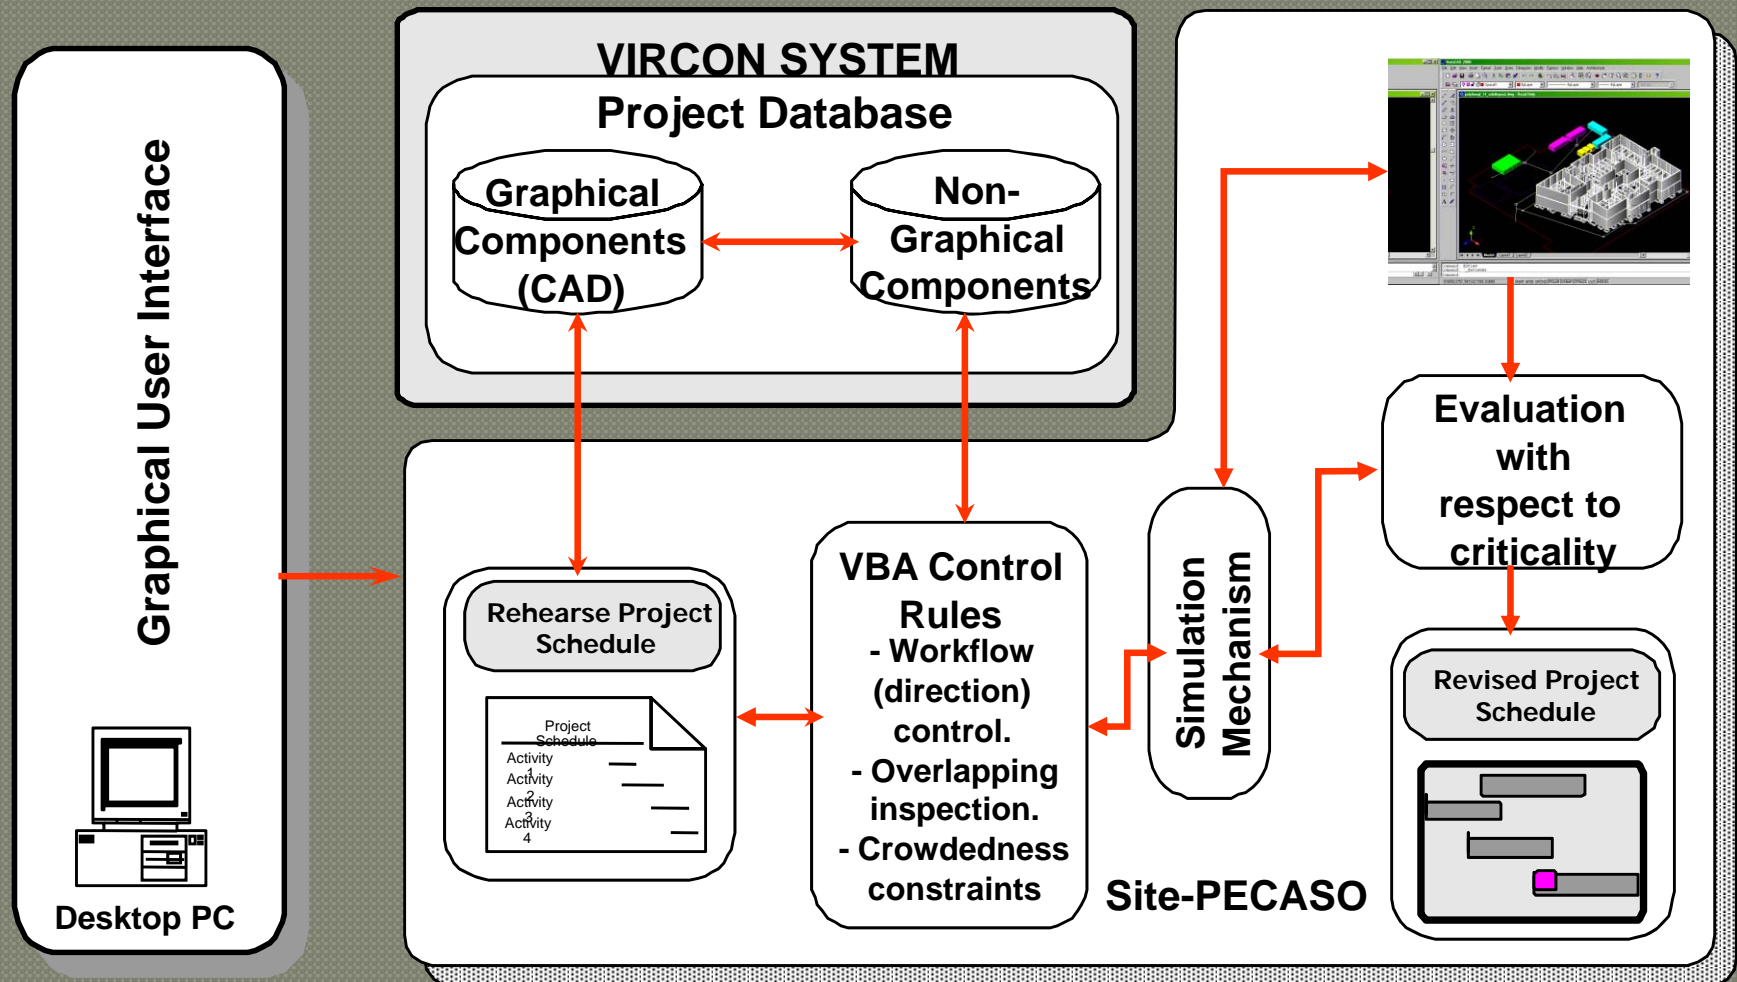 Graphical User Interface
Desktop PC
VIRCON SYSTEM
Project Database
Graphical
Components
(CAD)
Non-
Graphical
Components
Rehearse Project
Schedule
Project
Schedule
Activity
1
Activity
2
Activity
3
Activity
4
VBA Control
Rules
- Workflow
(direction)
control.
- Overlapping
inspection.
- Crowdedness
constraints
Simulation
Mechanism
Site-PECASO
Evaluation
with
respect to
criticality
Revised Project
Schedule